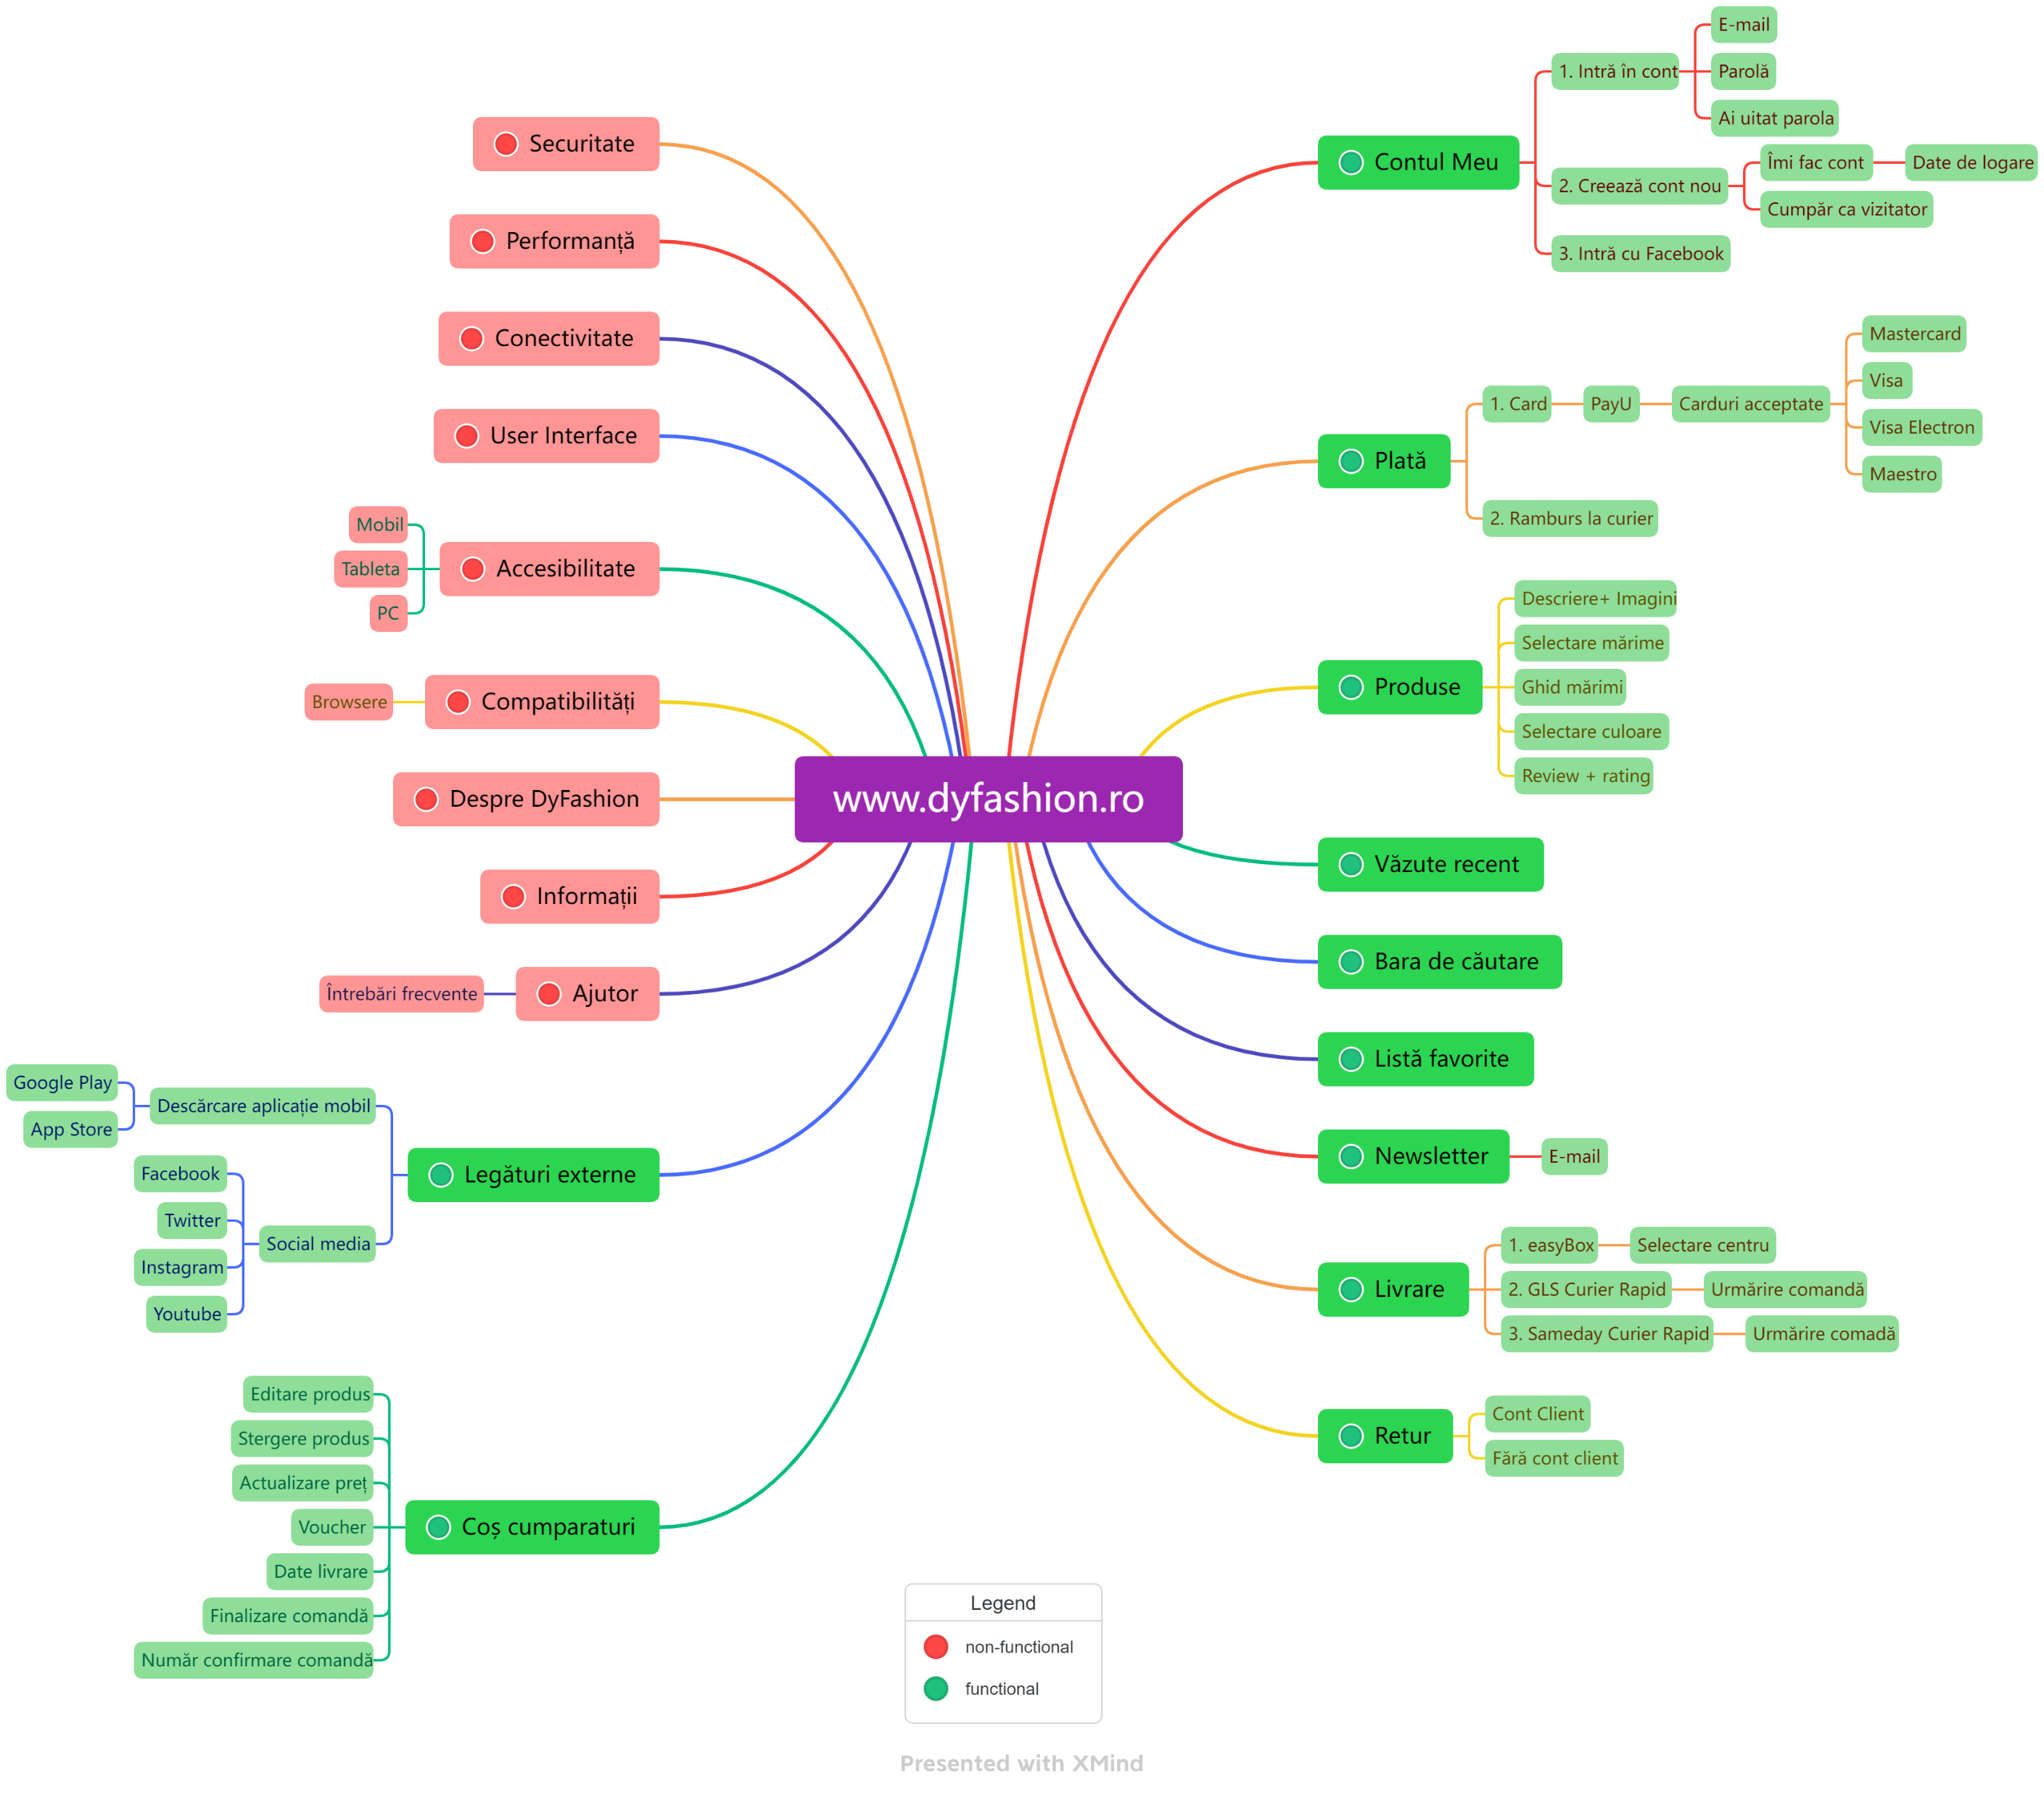 www.dyfashion.ro
Contul Meu
1. Intră în cont
E-mail
Parolă
Ai uitat parola
2. Creează cont nou
Îmi fac cont
Date de logare
Cumpăr ca vizitator
3. Intră cu Facebook
Plată
1. Card
PayU
Carduri acceptate
Mastercard
Visa
Visa Electron
Maestro
2. Ramburs la curier
Produse
Descriere+ Imagini
Selectare mărime
Ghid mărimi
Selectare culoare
Review + rating
Văzute recent
Bara de căutare
Listă favorite
Newsletter
E-mail
Livrare
1. easyBox
Selectare centru
2. GLS Curier Rapid
Urmărire comandă
3. Sameday Curier Rapid
Urmărire comadă
Retur
Cont Client
Fără cont client
Securitate
Performanță
Conectivitate
User Interface
Accesibilitate
Mobil
Tableta
PC
Compatibilități
Browsere
Despre DyFashion
Informații
Ajutor
Întrebări frecvente
Legături externe
Descărcare aplicație mobil
Google Play
App Store
Social media
Facebook
Twitter
Instagram
Youtube
Coș cumparaturi
Editare produs
Stergere produs
Actualizare preț
Voucher
Date livrare
Finalizare comandă
Număr confirmare comandă
Legend
non-functional
functional
Presented with XMind